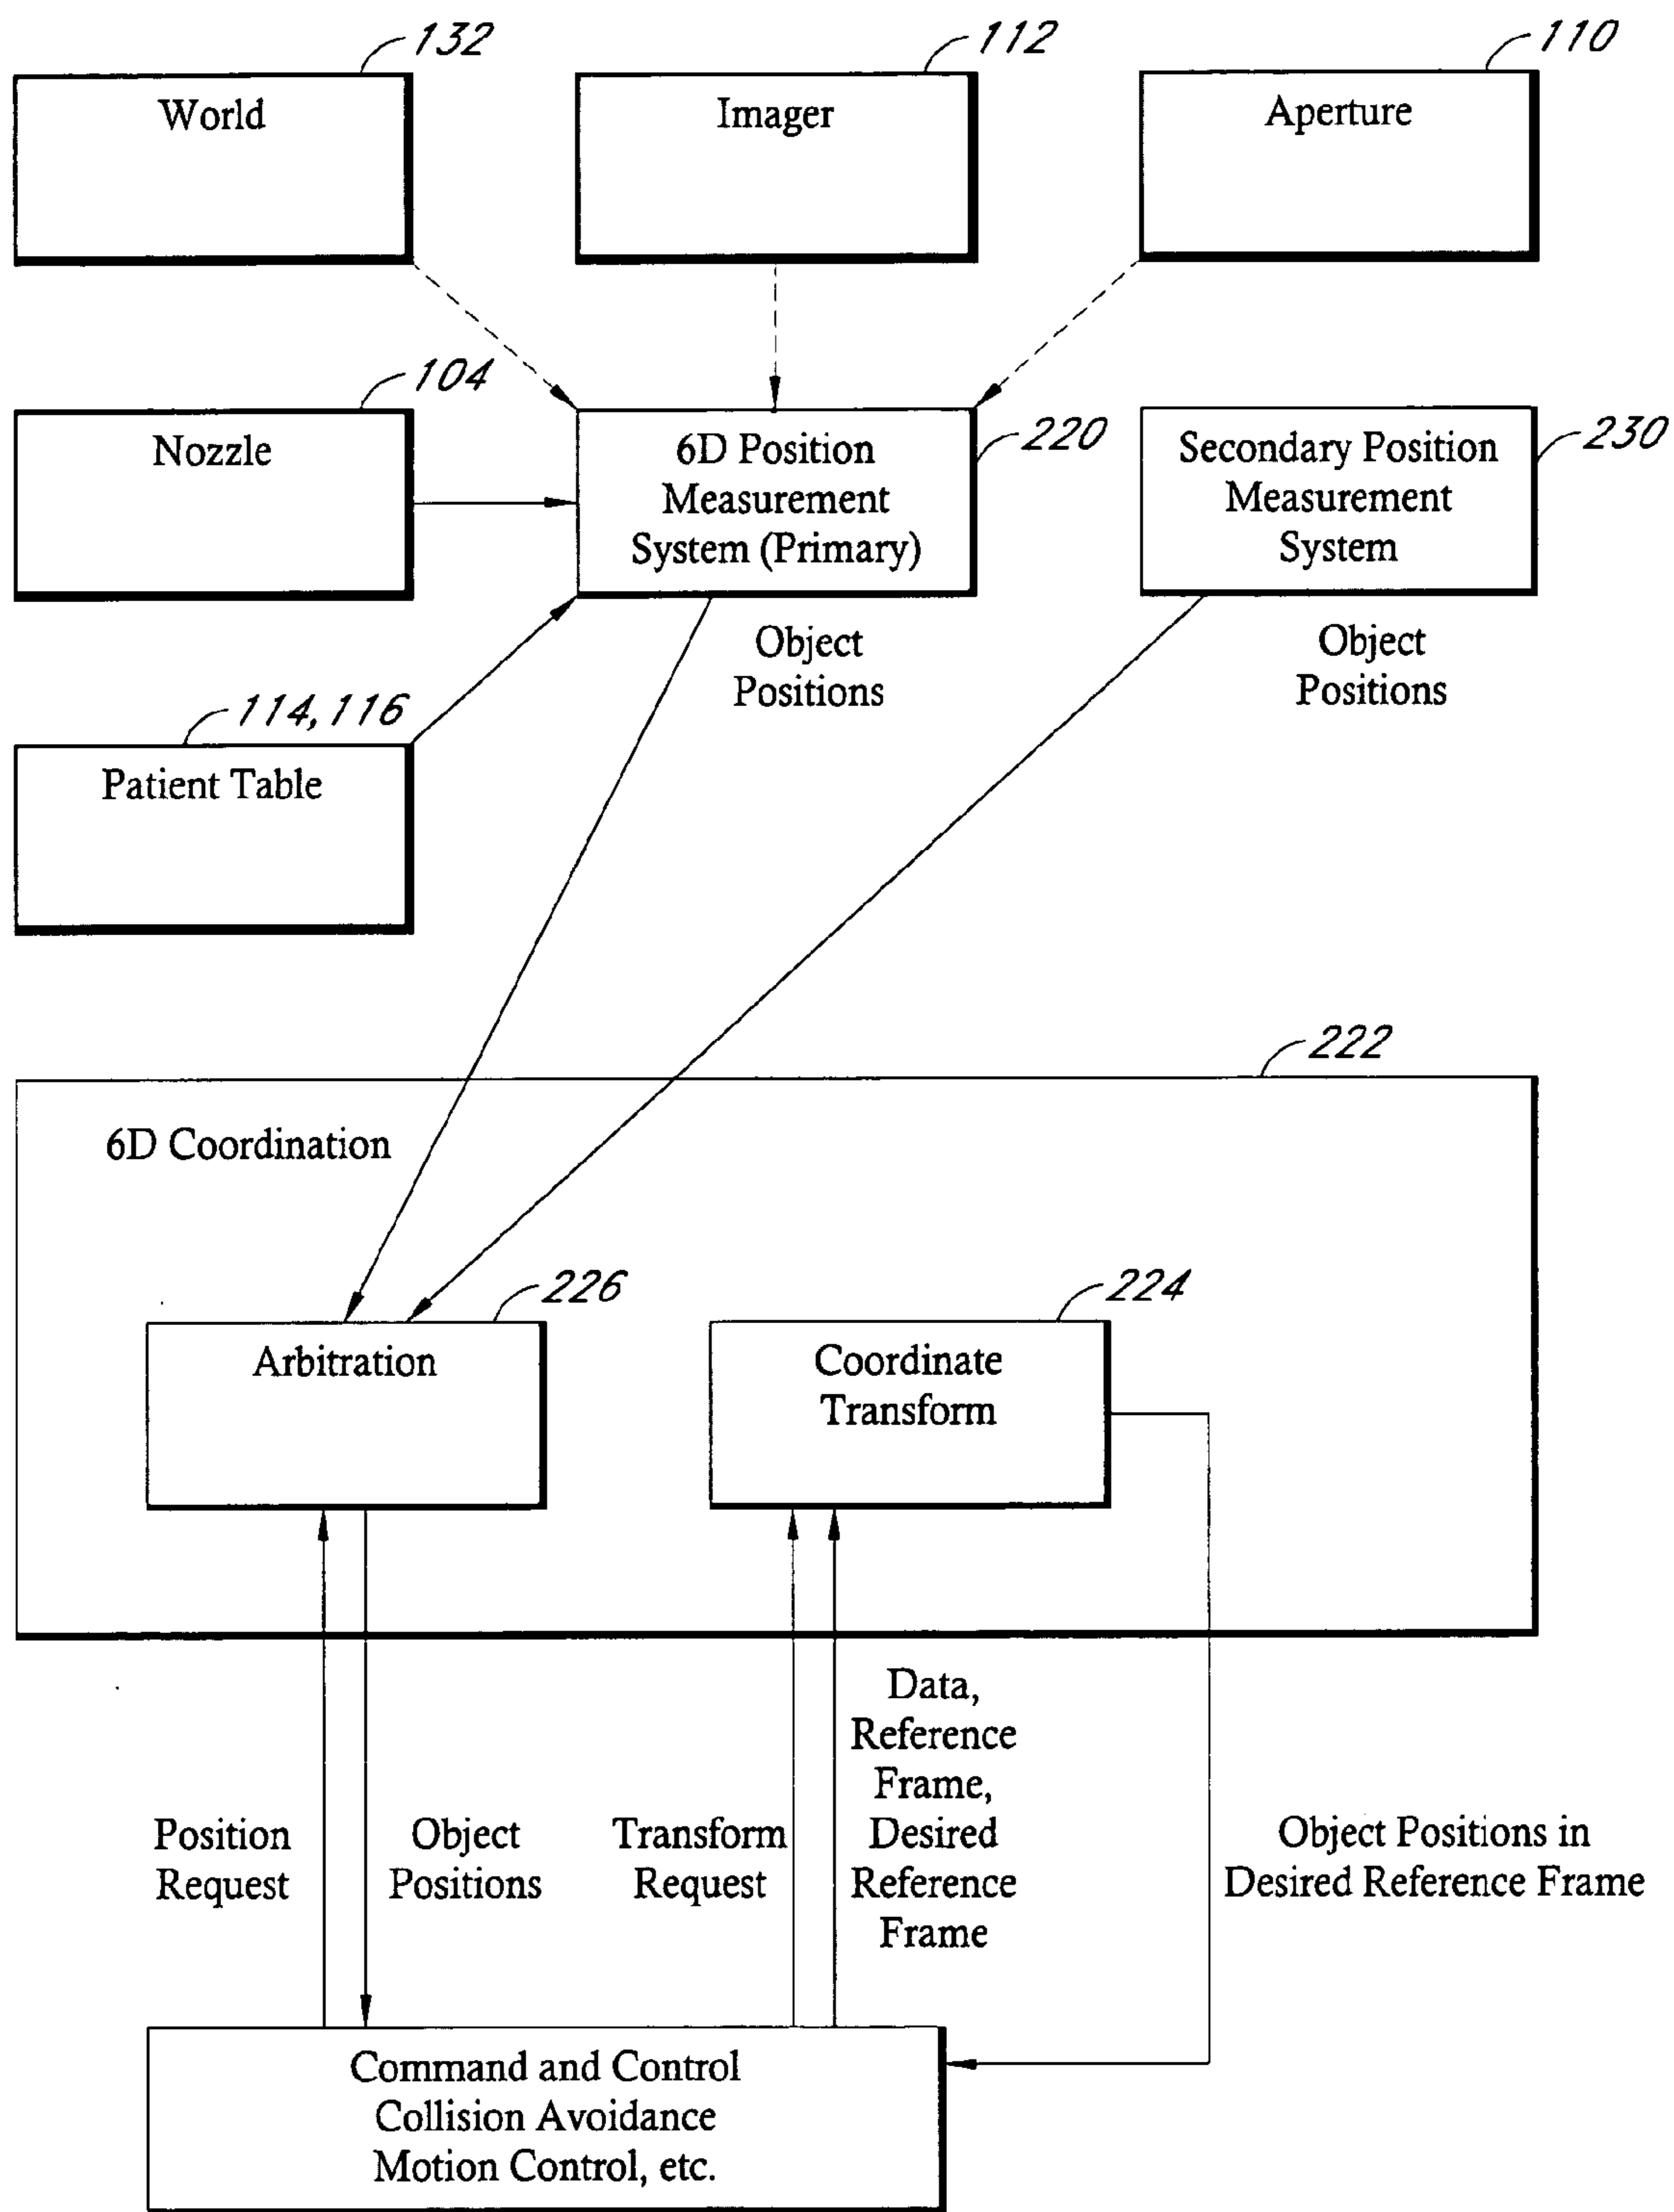 132
World
112
Imager
110
Aperture
104
Nozzle
220
6D Position
Measurement
System (Primary)
230
Secondary Position
Measurement
System
Object
Positions
Object
Positions
114, 116
Patient Table
222
6D Coordination
226
Arbitration
224
Coordinate
Transform
Position
Request
Object
Positions
Transform
Request
Data,
Reference
Frame,
Desired
Reference
Frame
Object Positions in
Desired Reference Frame
Command and Control
Collision Avoidance
Motion Control, etc.